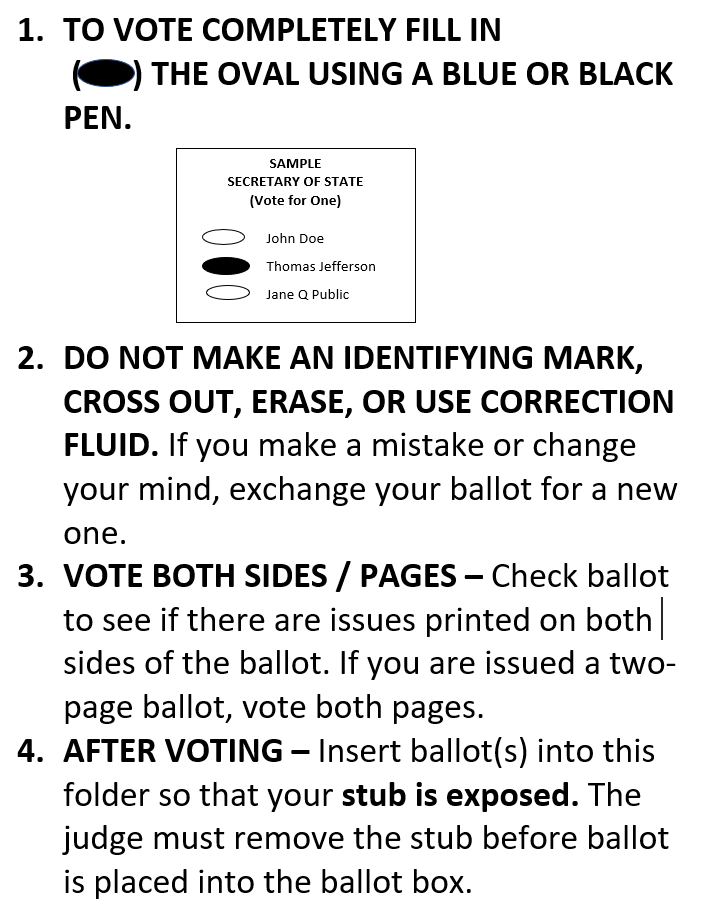 1. TO VOTE COMPLETELY FILL IN
( ) THE OVAL USING A BLUE OR BLACK
PEN.
SAMPLE
SECRETARY OF STATE
(Vote for One)
John Doe
Thomas Jefferson
Jane Q Public
2. DO NOT MAKE AN IDENTIFYING MARK,
CROSS OUT, ERASE, OR USE CORRECTION
FLUID. If you make a mistake or change
your mind, exchange your ballot for a new
one.
3. VOTE BOTH SIDES / PAGES – Check ballot
to see if there are issues printed on both
sides of the ballot. If you are issued a two-
page ballot, vote both pages.
4. AFTER VOTING – Insert ballot(s) into this
folder so that your stub is exposed. The
judge must remove the stub before ballot
is placed into the ballot box.